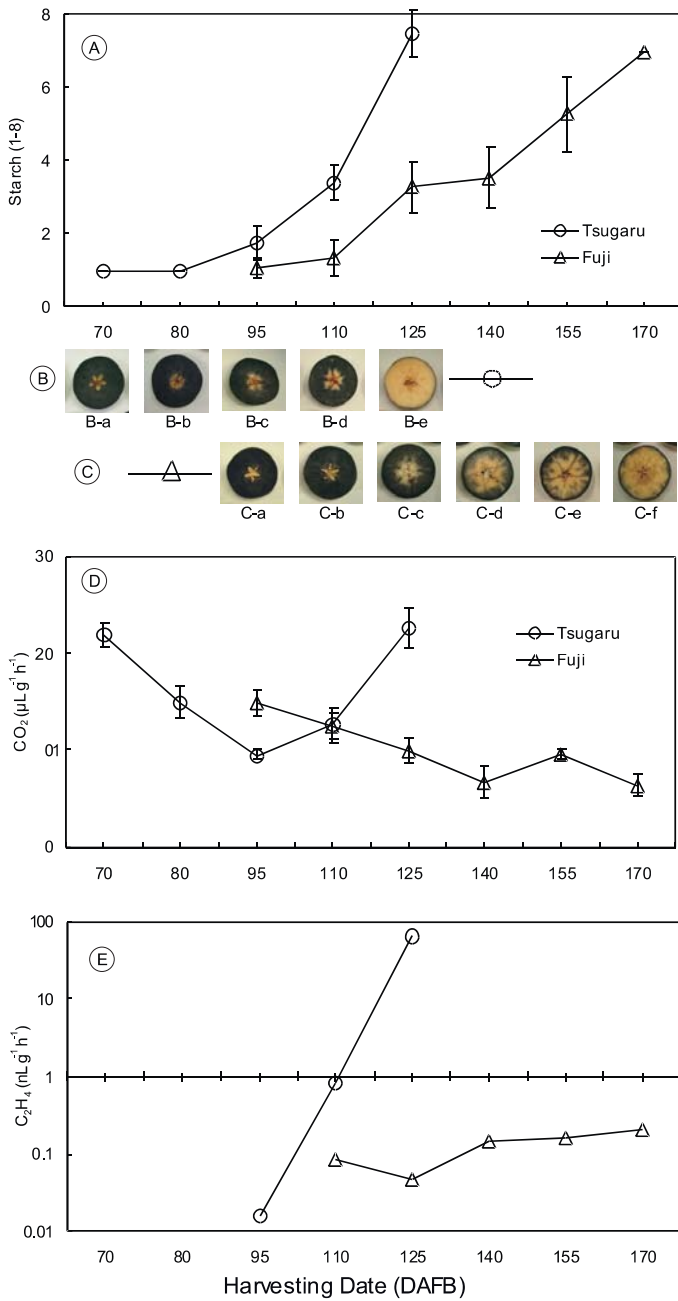 A
8
6
4
2
0
Starch (1-8)
Tsugaru
Fuji
70 80 95 110 125 140 155 170
B
B-a B-b B-c B-d B-e
C
C-a C-b C-c C-d C-e C-f
D
30
20
01
0
CO₂ (μL g⁻¹ h⁻¹)
Tsugaru
Fuji
70 80 95 110 125 140 155 170
E
100
10
1
0.1
0.01
C₂H₄ (nL g⁻¹ h⁻¹)
70 80 95 110 125 140 155 170
Harvesting Date (DAFB)